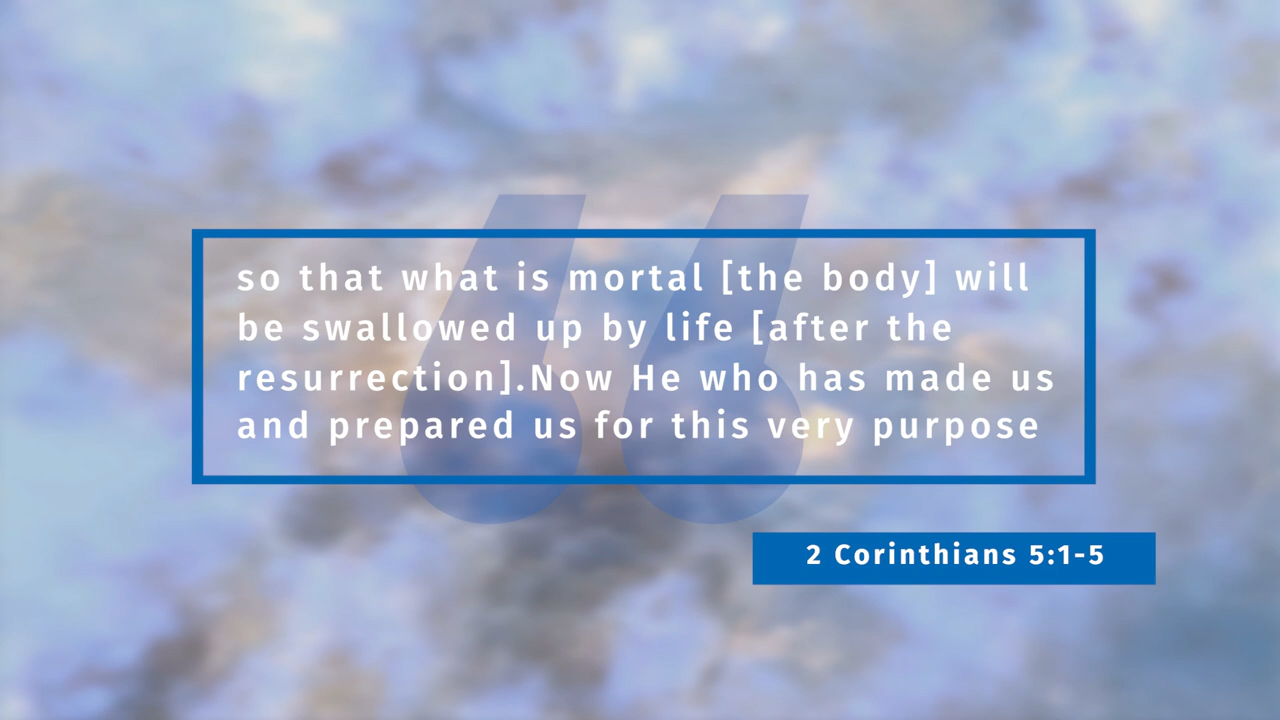 so that what is mortal [the body] will
be swallowed up by life [after the
resurrection].Now He who has made us
and prepared us for this very purpose
2 Corinthians 5:1-5